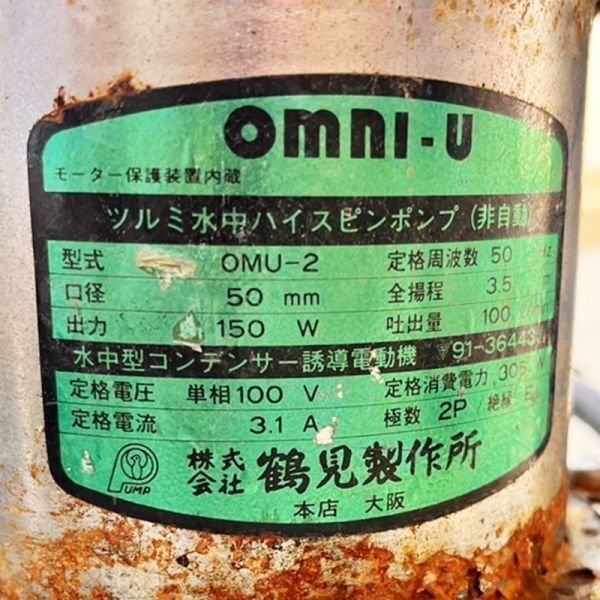 OMNI-U
モーター保護装置内蔵
ツルミ水中ハイスピンポンプ (非自動)
型式 OMU-2 定格周波数 50 Hz
口径 50 mm 全揚程 3.5
出力 150 W 吐出量 100
水中型コンデンサー誘導電動機 〒91-36443
定格電圧 単相100 V 定格消費電力 305 W
定格電流 3.1 A 極数 2P 絶縁 E
PUMP
株式会社 鶴見製作所
本店 大阪